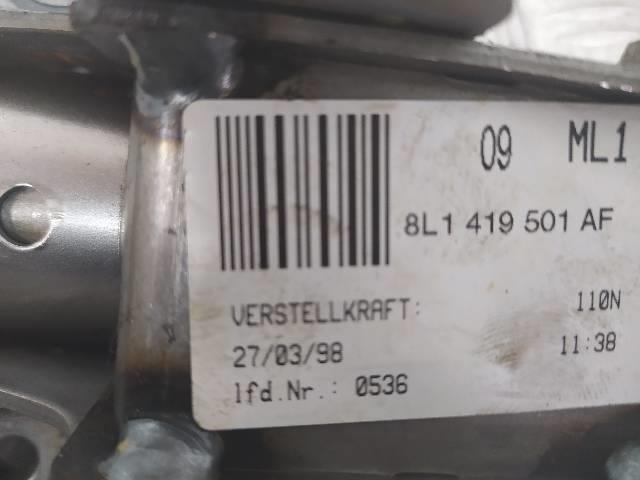 09 ML1
8L1 419 501 AF
VERSTELLKRAFT: 110N
27/03/98 11:38
lfd.Nr.: 0536